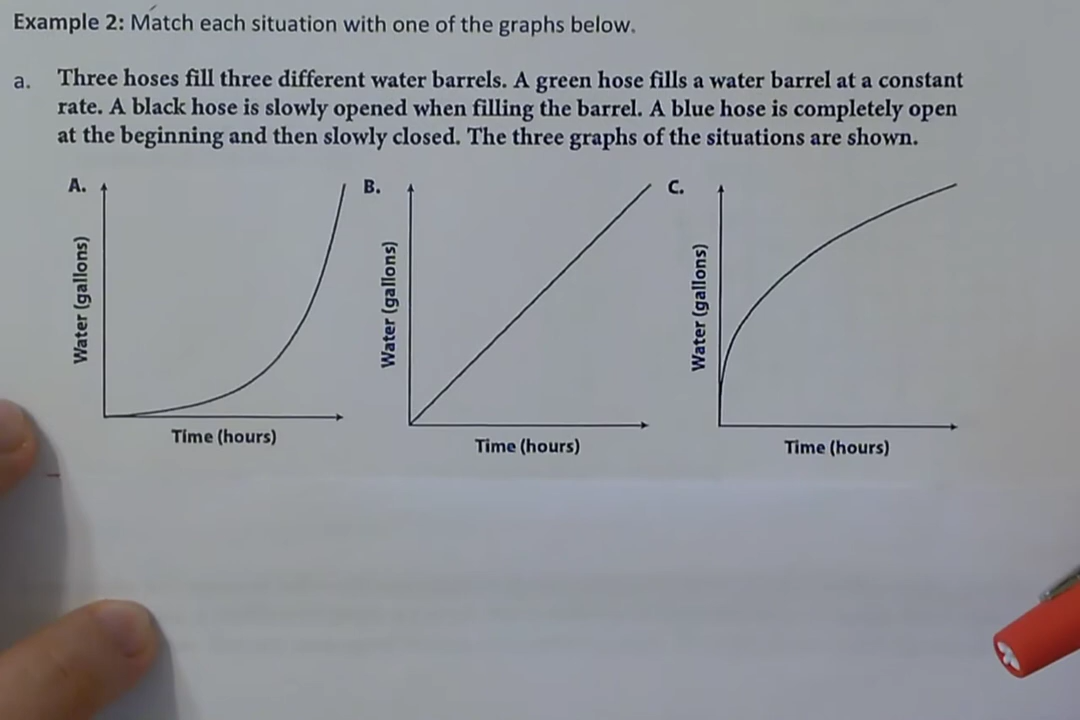 Example 2: Match each situation with one of the graphs below.
a. Three hoses fill three different water barrels. A green hose fills a water barrel at a constant
rate. A black hose is slowly opened when filling the barrel. A blue hose is completely open
at the beginning and then slowly closed. The three graphs of the situations are shown.
A.
Water (gallons)
Time (hours)
B.
Water (gallons)
Time (hours)
C.
Water (gallons)
Time (hours)